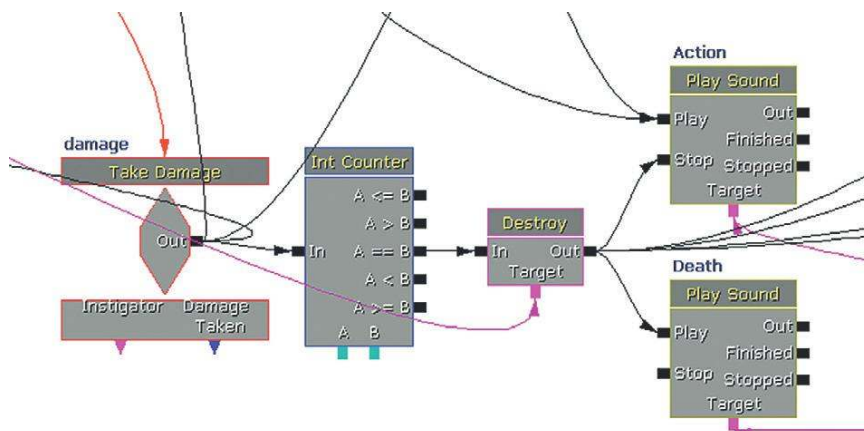 damage
Take Damage
Out
Instigator Damage
Taken
Int Counter
A <= B
A > B
In A == B
A < B
A >= B
A B
Destroy
In Out
Target
Action
Play Sound
Out
Play
Finished
Stop Stopped
Target
Death
Play Sound
Out
Play
Finished
Stop Stopped
Target